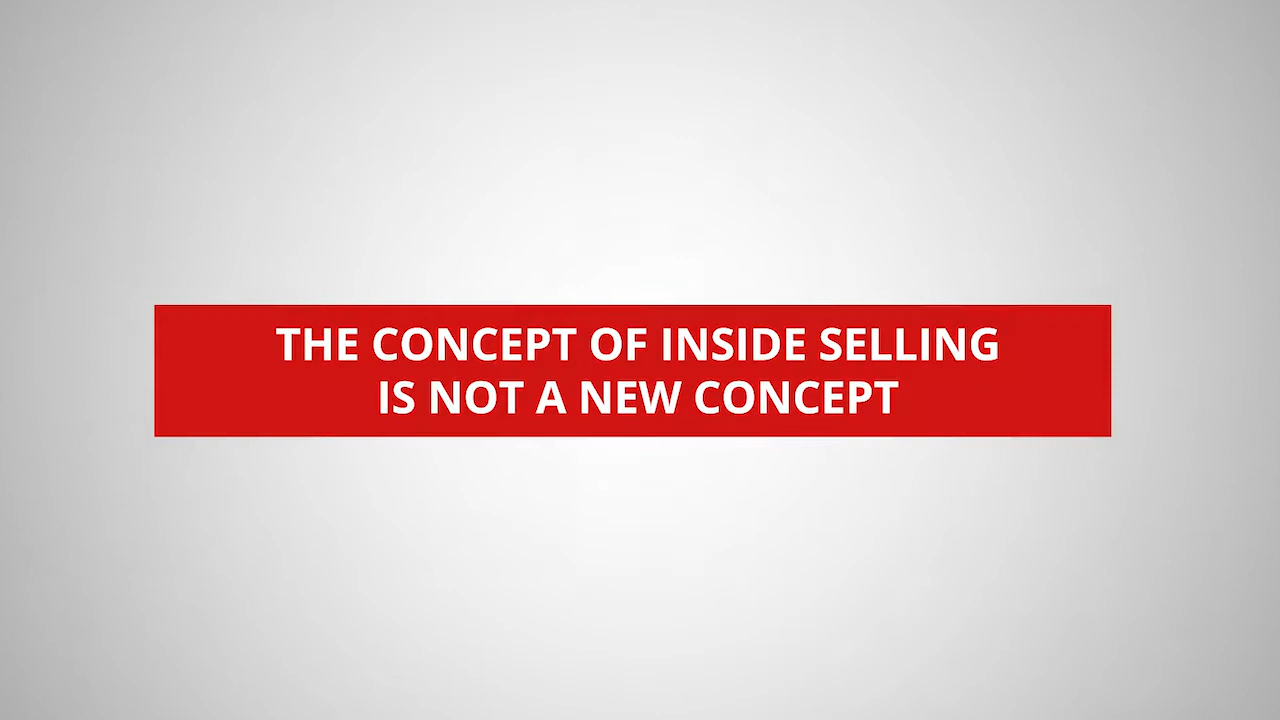 THE CONCEPT OF INSIDE SELLING
IS NOT A NEW CONCEPT